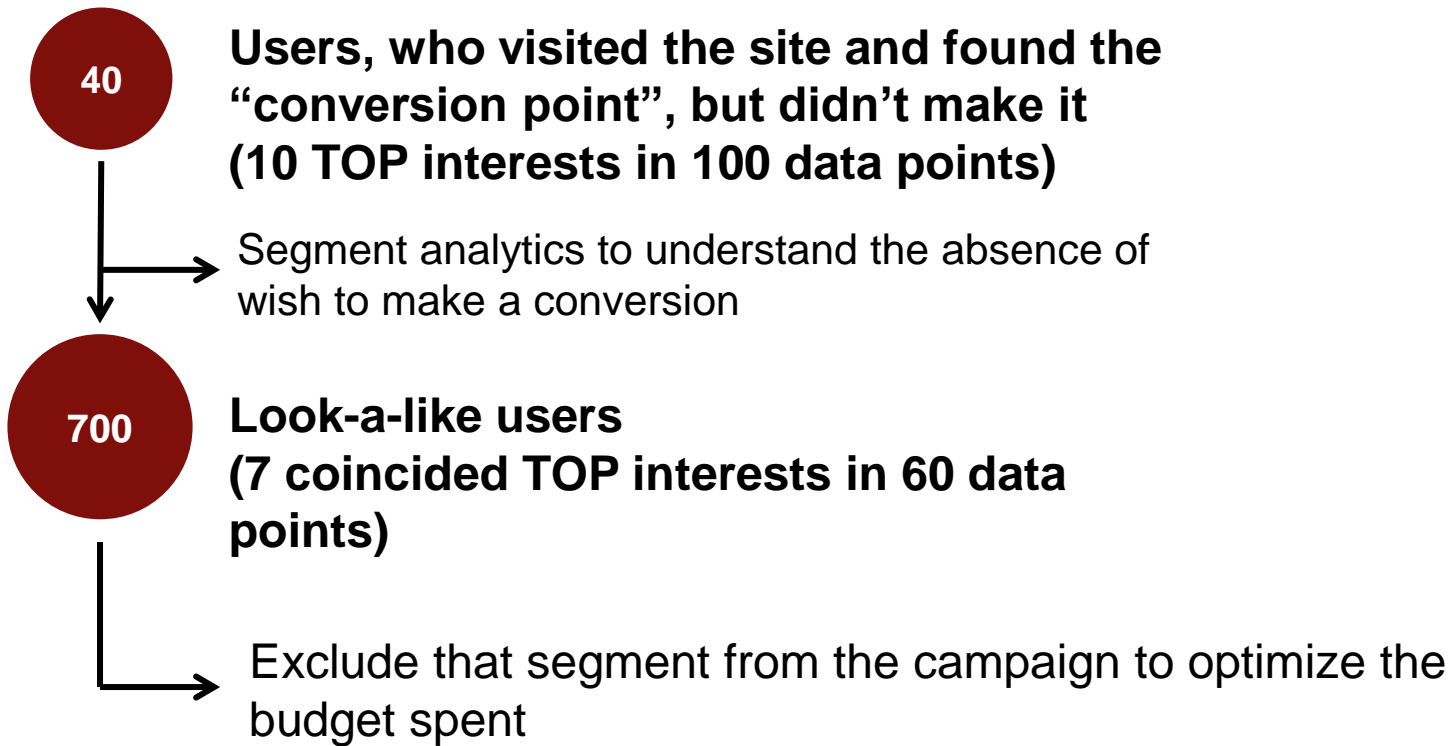 40
Users, who visited the site and found the
“conversion point”, but didn’t make it
(10 TOP interests in 100 data points)
Segment analytics to understand the absence of
wish to make a conversion
700
Look-a-like users
(7 coincided TOP interests in 60 data
points)
Exclude that segment from the campaign to optimize the
budget spent